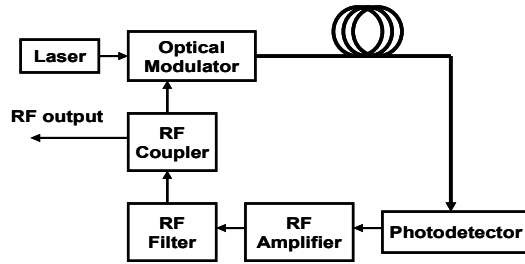 Laser
Optical
Modulator
RF output
RF
Coupler
RF
Filter
RF
Amplifier
Photodetector